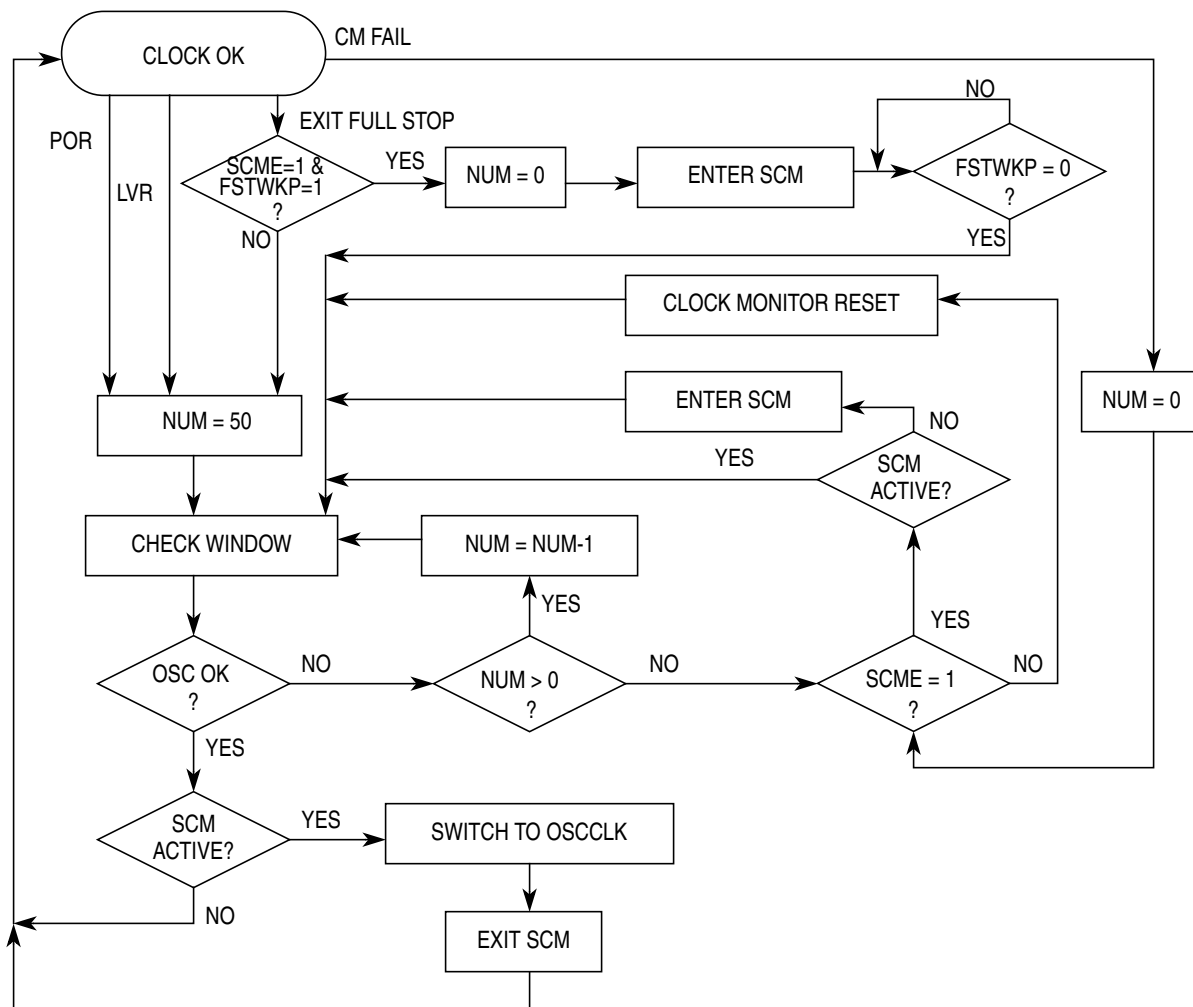 CLOCK OK
CM FAIL
POR
LVR
EXIT FULL STOP
SCME=1 &
FSTWKP=1
?
YES
NO
NUM = 0
ENTER SCM
NO
FSTWKP = 0
?
YES
CLOCK MONITOR RESET
NUM = 50
ENTER SCM
NO
NUM = 0
YES
SCM
ACTIVE?
CHECK WINDOW
NUM = NUM-1
YES
YES
OSC OK
?
NO
NUM > 0
?
NO
SCME = 1
?
NO
YES
SCM
ACTIVE?
YES
SWITCH TO OSCCLK
NO
EXIT SCM